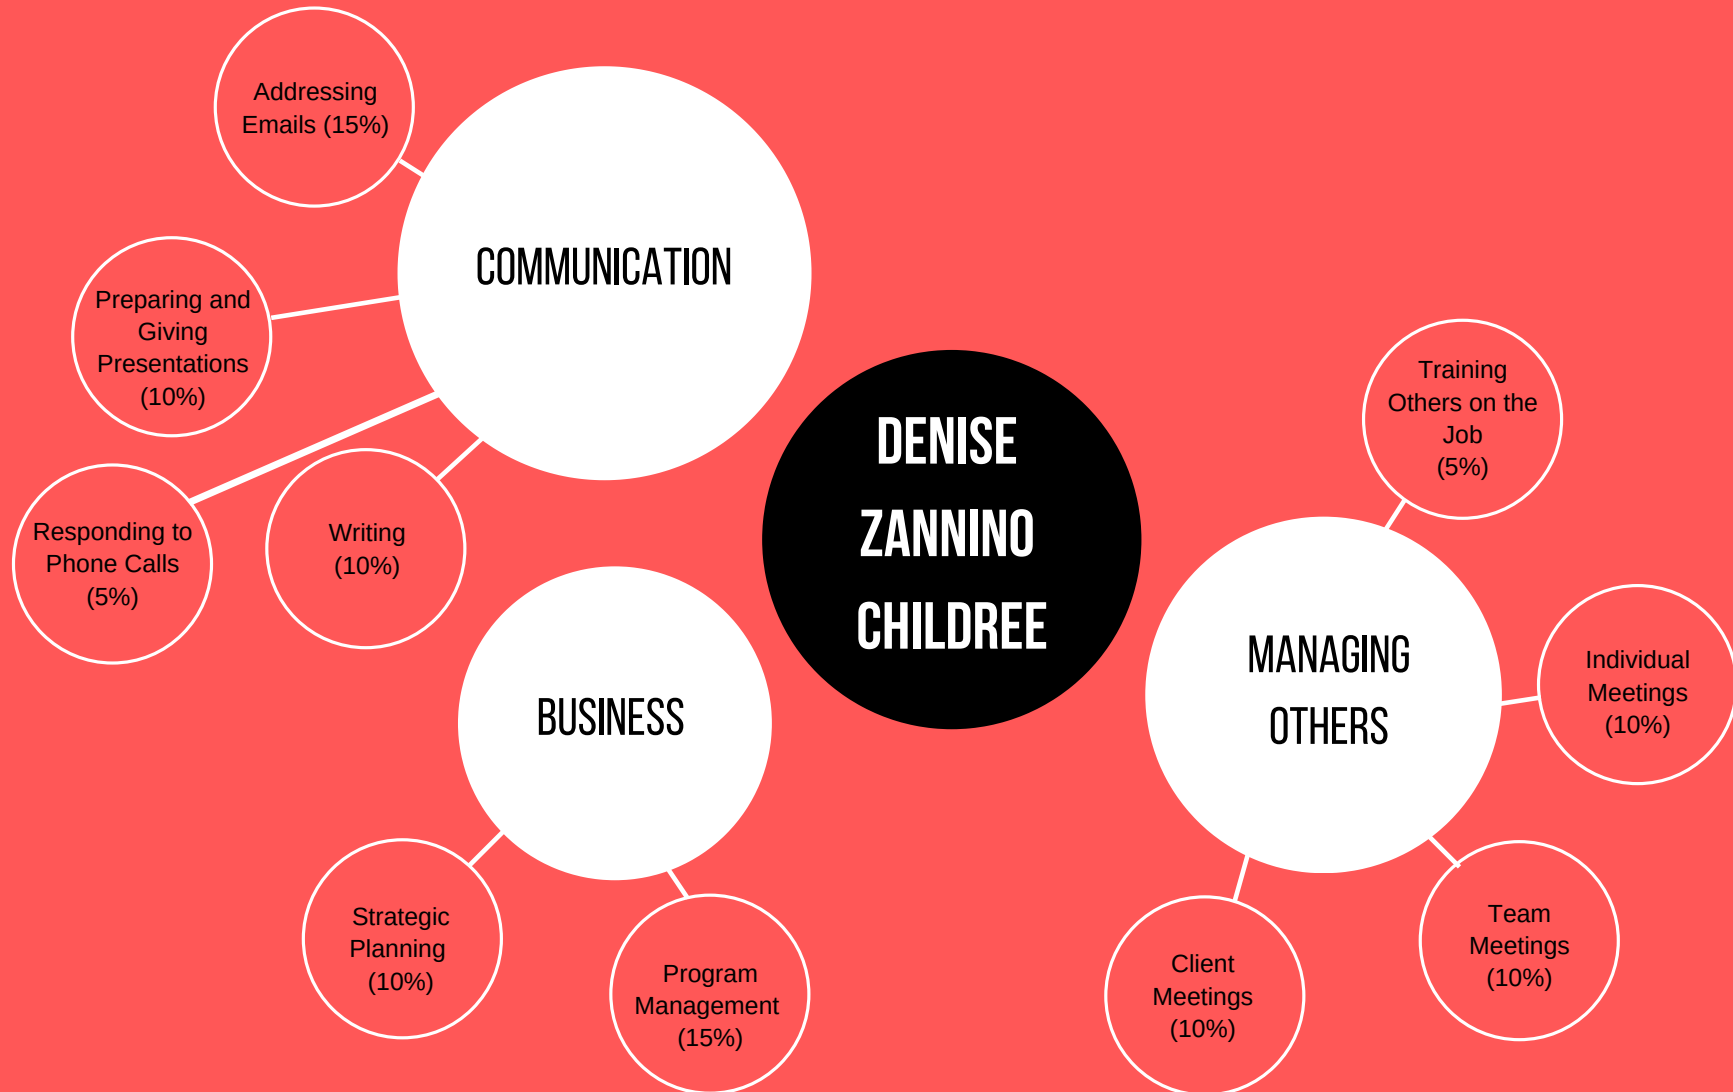 Addressing
Emails (15%)
COMMUNICATION
Preparing and
Giving
Presentations
(10%)
Responding to
Phone Calls
(5%)
Writing
(10%)
DENISE
ZANNINO
CHILDREE
BUSINESS
Strategic
Planning
(10%)
Program
Management
(15%)
MANAGING
OTHERS
Training
Others on the
Job
(5%)
Individual
Meetings
(10%)
Team
Meetings
(10%)
Client
Meetings
(10%)